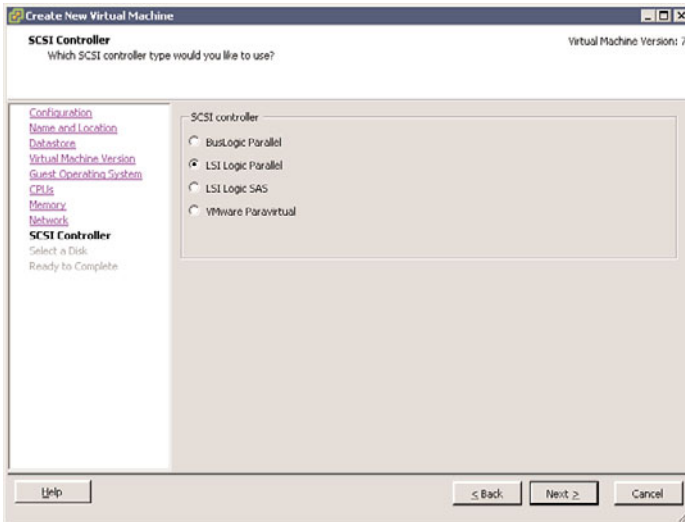 Create New Virtual Machine
SCSI Controller
Which SCSI controller type would you like to use?
Virtual Machine Version: 7
Configuration
Name and Location
Datastore
Virtual Machine Version
Guest Operating System
CPUs
Memory
Network
SCSI Controller
Select a Disk
Ready to Complete
SCSI controller
BusLogic Parallel
LSI Logic Parallel
LSI Logic SAS
VMware Paravirtual
Help
< Back
Next >
Cancel